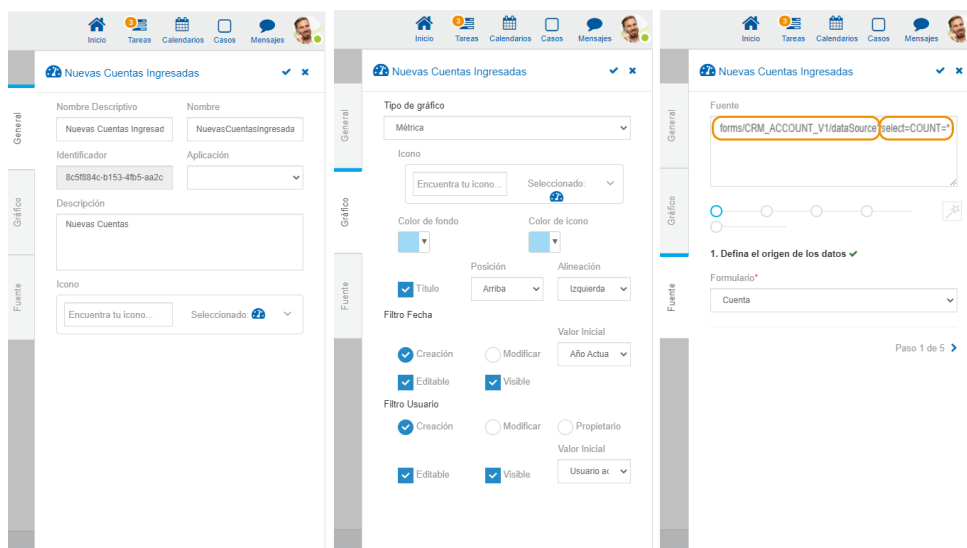 3
Inicio Tareas Calendarios Casos Mensajes
Nuevas Cuentas Ingresadas
General
Gráfico
Fuente
Nombre Descriptivo Nombre
Nuevas Cuentas Ingresad NuevasCuentasIngresada
Identificador Aplicación
8c5f884c-b153-4fb5-aa2c
Descripción
Nuevas Cuentas
Icono
Encuentra tu icono... Seleccionado:
3
Inicio Tareas Calendarios Casos Mensajes
Nuevas Cuentas Ingresadas
General
Gráfico
Fuente
Tipo de gráfico
Métrica
Icono
Encuentra tu icono... Seleccionado:
Color de fondo Color de icono
Posición Alineación
Título Arriba Izquierda
Filtro Fecha
Valor Inicial
Creación Modificar Año Actua
Editable Visible
Filtro Usuario
Creación Modificar Propietario
Valor Inicial
Editable Visible Usuario ac
3
Inicio Tareas Calendarios Casos Mensajes
Nuevas Cuentas Ingresadas
General
Gráfico
Fuente
Fuente
forms/CRM_ACCOUNT_V1/dataSource?select=COUNT=*
1. Defina el origen de los datos
Formulario*
Cuenta
Paso 1 de 5